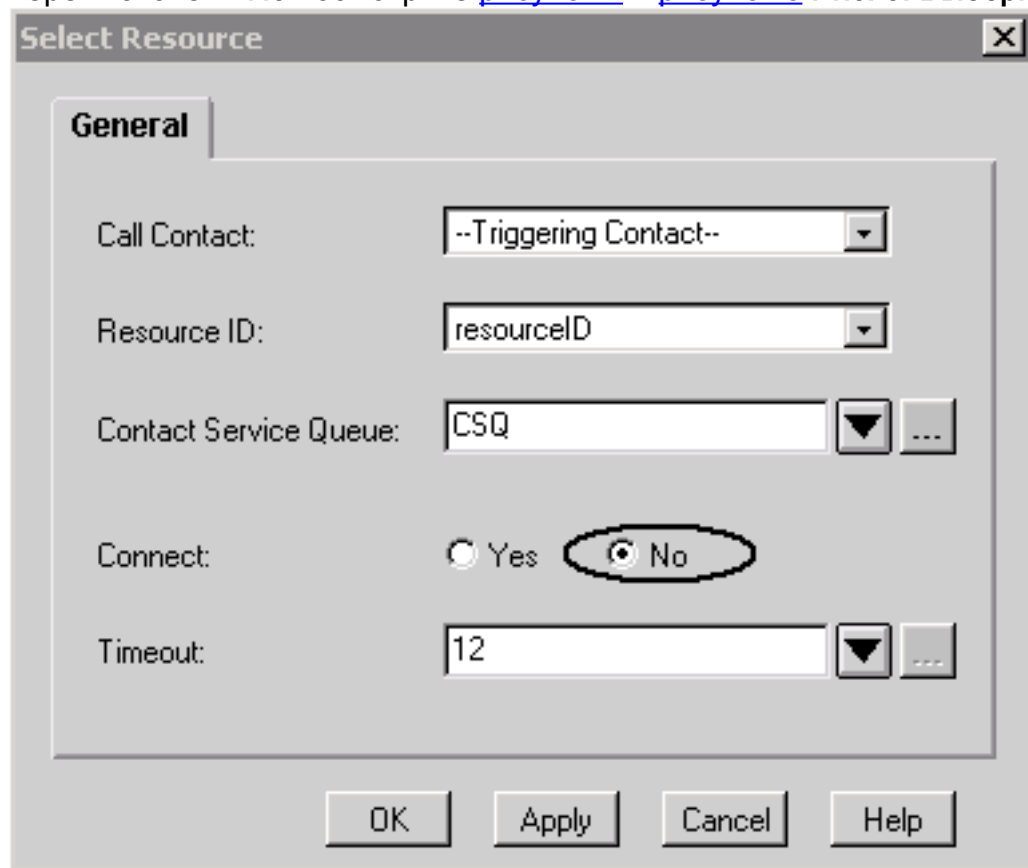 Select Resource
General
Call Contact: --Triggering Contact--
Resource ID: resourceID
Contact Service Queue: CSQ ...
Connect: Yes No
Timeout: 12 ...
OK Apply Cancel Help